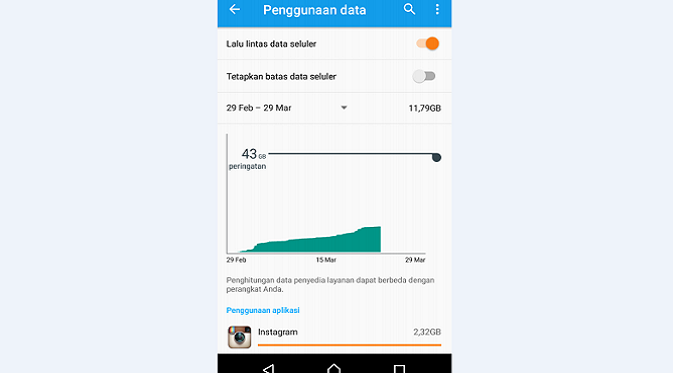 Penggunaan data
Lalu lintas data seluler
Tetapkan batas data seluler
29 Feb – 29 Mar 11,79GB
43 GB
peringatan
29 Feb 15 Mar 29 Mar
Penghitungan data penyedia layanan dapat berbeda dengan
perangkat Anda.
Penggunaan aplikasi
Instagram 2,32GB